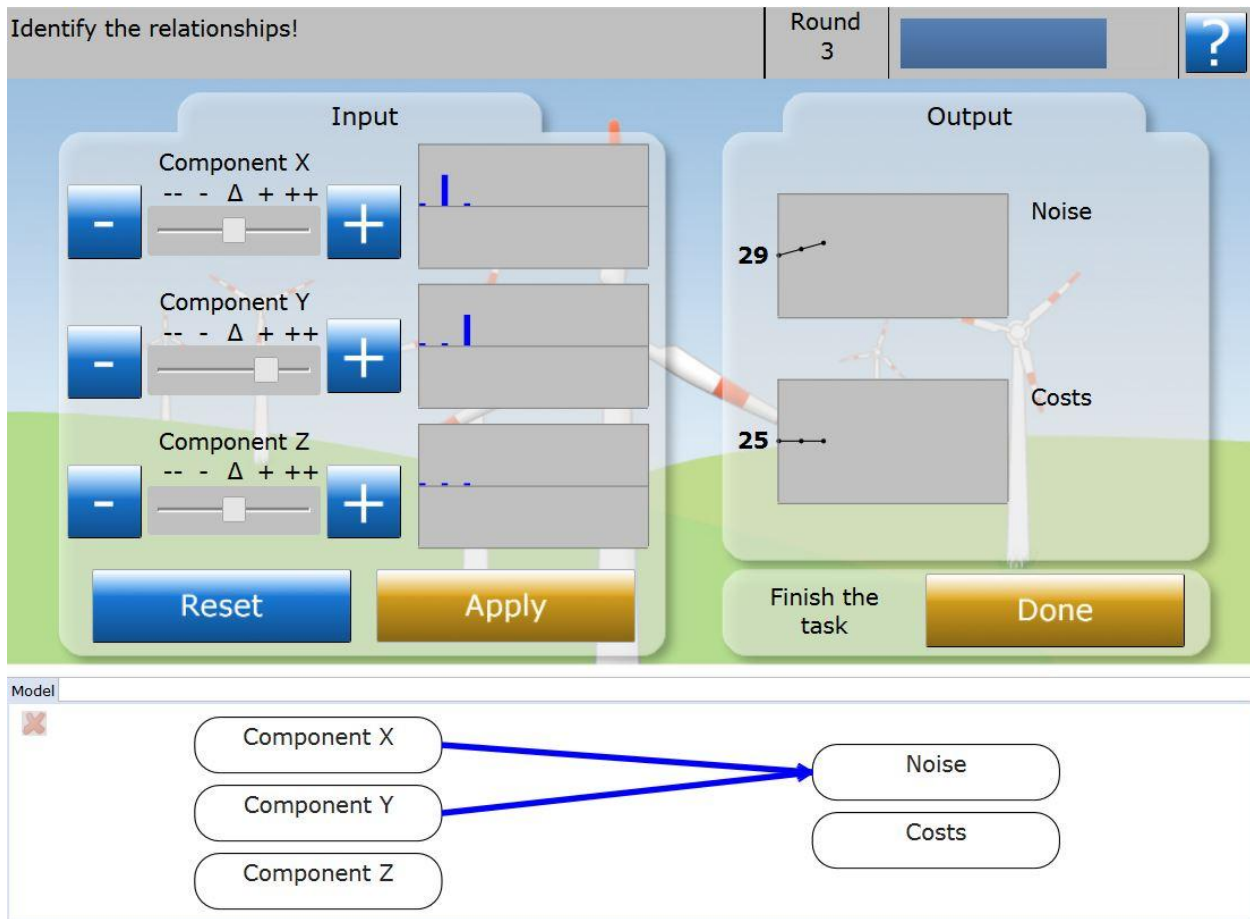 Identify the relationships!
Round
3
?
Input
Output
Component X
-- - Δ + ++
- +
Noise
29
Component Y
-- - Δ + ++
- +
Costs
25
Component Z
-- - Δ + ++
- +
Reset
Apply
Finish the
task
Done
Model
Component X
Noise
Component Y
Costs
Component Z